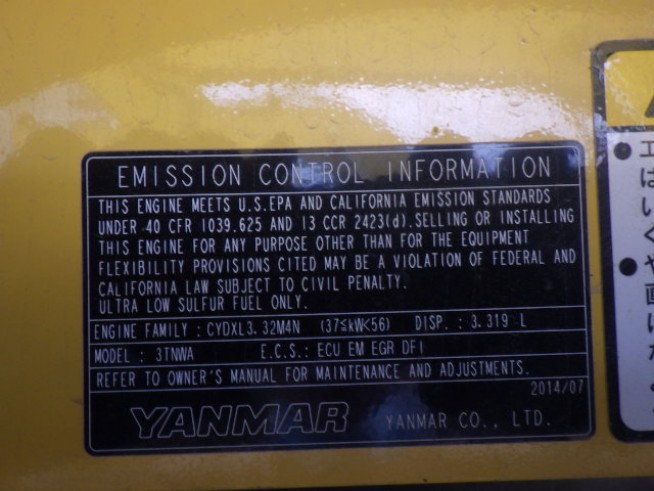 EMISSION CONTROL INFORMATION
THIS ENGINE MEETS U.S.EPA AND CALIFORNIA EMISSION STANDARDS
UNDER 40 CFR 1039.625 AND 13 CCR 2423(d).SELLING OR INSTALLING
THIS ENGINE FOR ANY PURPOSE OTHER THAN FOR THE EQUIPMENT
FLEXIBILITY PROVISIONS CITED MAY BE A VIOLATION OF FEDERAL AND
CALIFORNIA LAW SUBJECT TO CIVIL PENALTY.
ULTRA LOW SULFUR FUEL ONLY.
ENGINE FAMILY : CYDXL3.32M4N (37≤kW<56) DISP. : 3.319 L
MODEL : 3TNWA E.C.S.: ECU EM EGR DFI
REFER TO OWNER'S MANUAL FOR MAINTENANCE AND ADJUSTMENTS.
2014/07
YANMAR YANMAR CO., LTD.